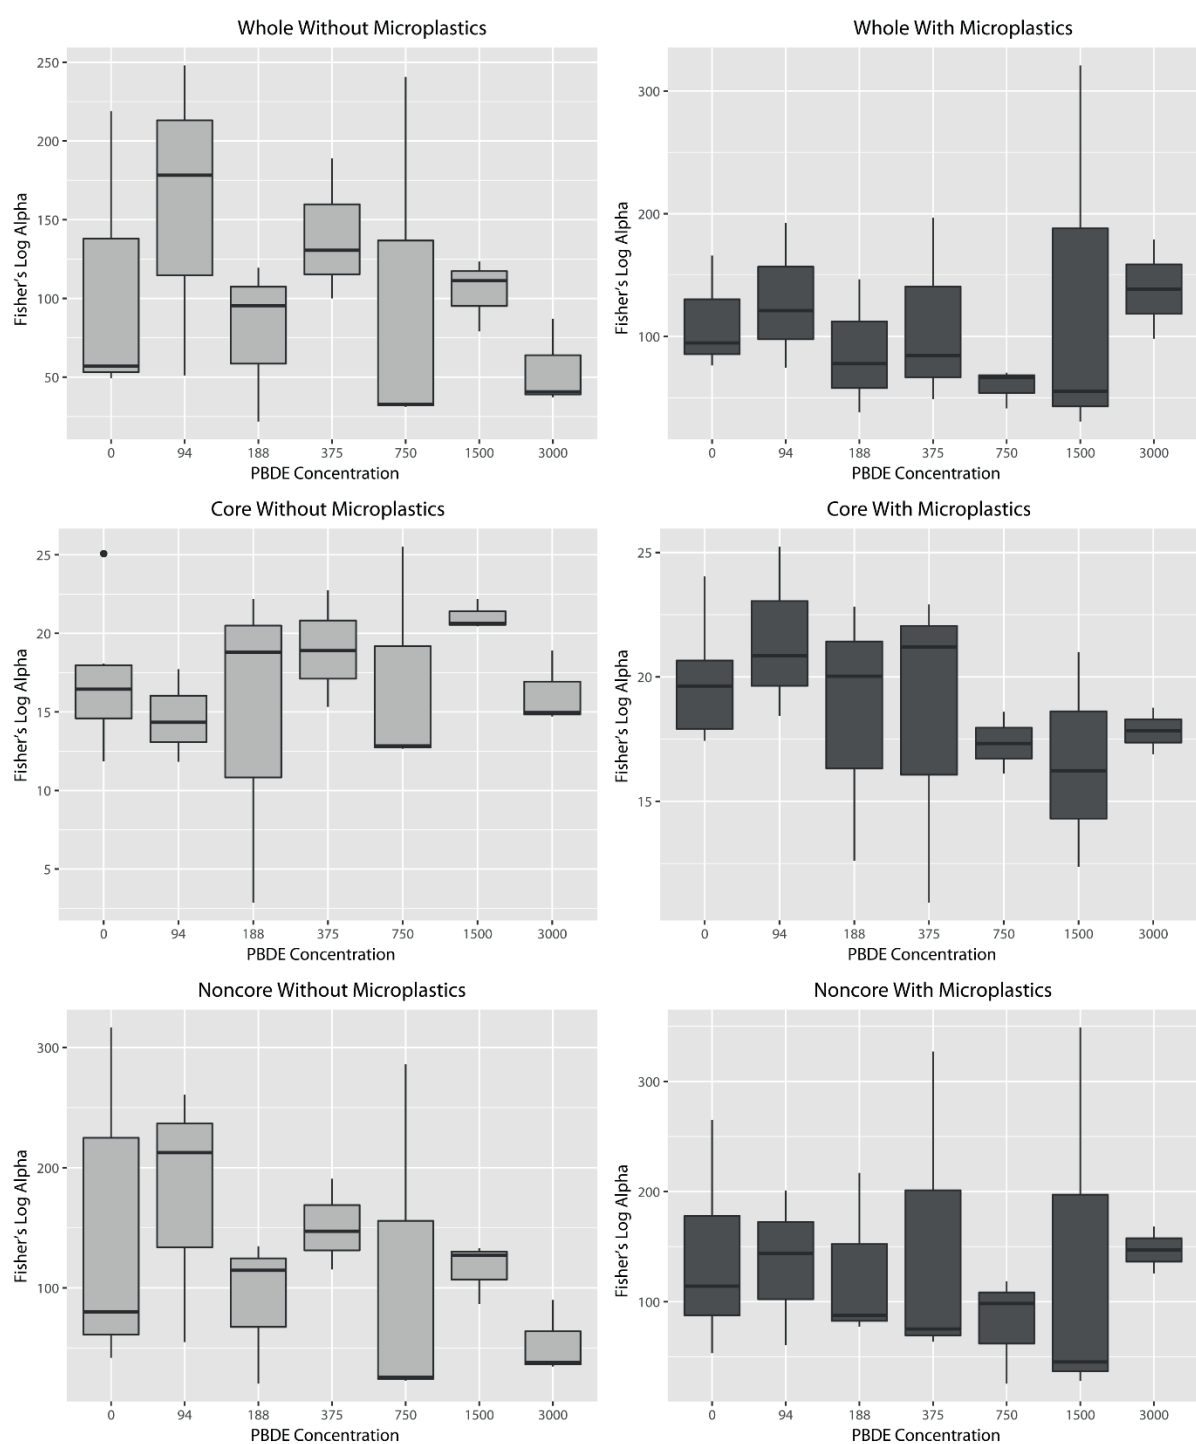 Whole Without Microplastics
Fisher's Log Alpha
250
200
150
100
50
0 94 188 375 750 1500 3000
PBDE Concentration
Whole With Microplastics
Fisher's Log Alpha
300
200
100
0 94 188 375 750 1500 3000
PBDE Concentration
Core Without Microplastics
Fisher's Log Alpha
25
20
15
10
5
0 94 188 375 750 1500 3000
PBDE Concentration
Core With Microplastics
Fisher's Log Alpha
25
20
15
0 94 188 375 750 1500 3000
PBDE Concentration
Noncore Without Microplastics
Fisher's Log Alpha
300
200
100
0 94 188 375 750 1500 3000
PBDE Concentration
Noncore With Microplastics
Fisher's Log Alpha
300
200
100
0 94 188 375 750 1500 3000
PBDE Concentration